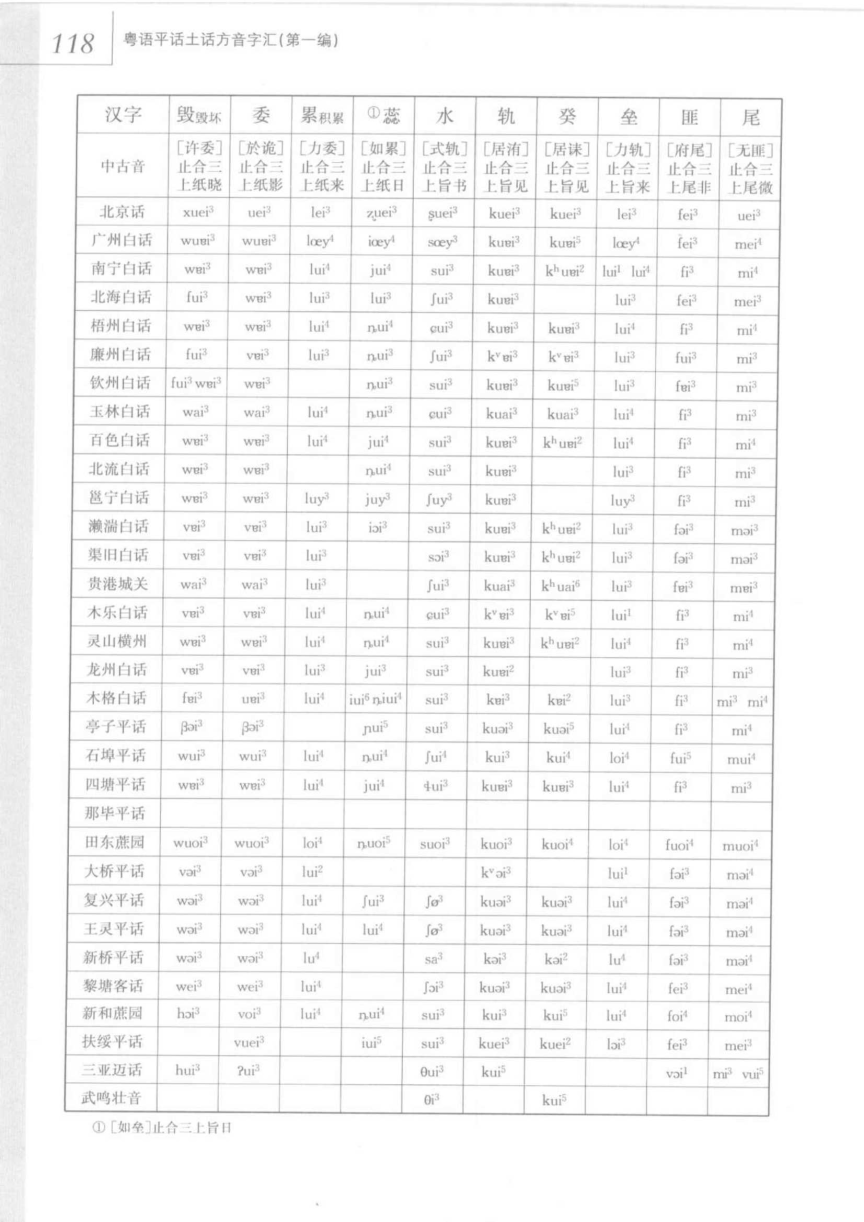 118 粤语平话土话方音字汇(第一编)
汉字 毁毁坏 委 累积累 ①蕊 水 轨 癸 垒 匪 尾
中古音 [许委]止合三上纸晓 [於诡]止合三上纸影 [力委]止合三上纸来 [如累]止合三上纸日 [式轨]止合三上旨书 [居洧]止合三上旨见 [居诔]止合三上旨见 [力轨]止合三上旨来 [府尾]止合三上尾非 [无匪]止合三上尾微
北京话 xuei³ uei³ lei³ ʐuei³ ʂuei³ kuei³ kuei³ lei³ fei³ uei³
广州白话 wuɐi³ wuɐi³ lœy⁴ iœy⁴ sœy³ kuɐi³ kuɐi⁵ lœy⁴ fei³ mei⁴
南宁白话 wɐi³ wɐi³ lui⁴ jui⁴ sui³ kuɐi³ kʰuɐi² lui¹ lui⁴ fi³ mi⁴
北海白话 fui³ wɐi³ lui³ lui³ ʃui³ kuɐi³ lui³ fei³ mei³
梧州白话 wɐi³ wɐi³ lui⁴ ȵui⁴ ɕui³ kuɐi³ kuɐi³ lui⁴ fi³ mi⁴
廉州白话 fui³ vɐi³ lui³ ȵui³ ʃui³ kᵛɐi³ kᵛɐi³ lui³ fui³ mi³
钦州白话 fui³ wɐi³ wɐi³ ȵui³ sui³ kuɐi³ kuɐi⁵ lui³ fɐi³ mi³
玉林白话 wai³ wai³ lui⁴ ȵui³ ɕui³ kuai³ kuai³ lui⁴ fi³ mi³
百色白话 wɐi³ wɐi³ lui⁴ jui⁴ sui³ kuɐi³ kʰuɐi² lui⁴ fi³ mi⁴
北流白话 wɐi³ wɐi³ ȵui⁴ sui³ kuɐi³ lui³ fi³ mi³
邕宁白话 wɐi³ wɐi³ luy³ juy³ ʃuy³ kuɐi³ luy³ fi³ mi³
濑湍白话 vɐi³ vɐi³ lui³ iɔi³ sui³ kuɐi³ kʰuɐi² lui³ fəi³ məi³
渠旧白话 vɐi³ vɐi³ lui³ sɔi³ kuɐi³ kʰuɐi² lui³ fəi³ məi³
贵港城关 wai³ wai³ lui³ ʃui³ kuai³ kʰuai⁶ lui³ fɐi³ mɐi³
木乐白话 vɐi³ vɐi³ lui⁴ ȵui⁴ ɕui³ kᵛɐi³ kᵛɐi⁵ lui¹ fi³ mi⁴
灵山横州 wɐi³ wɐi³ lui⁴ ȵui⁴ sui³ kuɐi³ kʰuɐi² lui⁴ fi³ mi⁴
龙州白话 vɐi³ vɐi³ lui³ jui³ sui³ kuɐi² lui³ fi³ mi³
木格白话 fɐi³ uɐi³ lui⁴ iui⁶ ȵiui⁴ sui³ kɐi³ kɐi² lui³ fi³ mi³ mi⁴
亭子平话 βəi³ βəi³ ɲui⁵ sui³ kuəi³ kuəi⁵ lui⁴ fi³ mi⁴
石埠平话 wui³ wui³ lui⁴ ȵui⁴ ʃui⁴ kui³ kui⁴ loi⁴ fui⁵ mui⁴
四塘平话 wɐi³ wɐi³ lui⁴ jui⁴ ɬui³ kuɐi³ kuɐi³ lui⁴ fi³ mi³
那毕平话
田东蔗园 wuoi³ wuoi³ loi⁴ ȵuoi⁵ suoi³ kuoi³ kuoi⁴ loi⁴ fuoi⁴ muoi⁴
大桥平话 vəi³ vəi³ lui² kᵛəi³ lui¹ fəi³ məi⁴
复兴平话 wəi³ wəi³ lui⁴ ʃui³ ʃø³ kuəi³ kuəi³ lui⁴ fəi³ məi⁴
王灵平话 wəi³ wəi³ lui⁴ lui⁴ ʃø³ kuəi³ kuəi³ lui⁴ fəi³ məi⁴
新桥平话 wəi³ wəi³ lu⁴ sa³ kəi³ kəi² lu⁴ fəi³ məi⁴
黎塘客话 wei³ wei³ lui⁴ ʃɔi³ kuəi³ kuəi³ lui⁴ fei³ mei⁴
新和蔗园 hɔi³ voi³ lui⁴ ȵui⁴ sui³ kui³ kui⁵ lui⁴ foi⁴ moi⁴
扶绥平话 vuei³ iui⁵ sui³ kuei³ kuei² ləi³ fei³ mei³
三亚迈话 hui³ ʔui³ θui³ kui⁵ vɔi¹ mi³ vui⁵
武鸣壮音 θi³ kui⁵
①[如垒]止合三上旨日